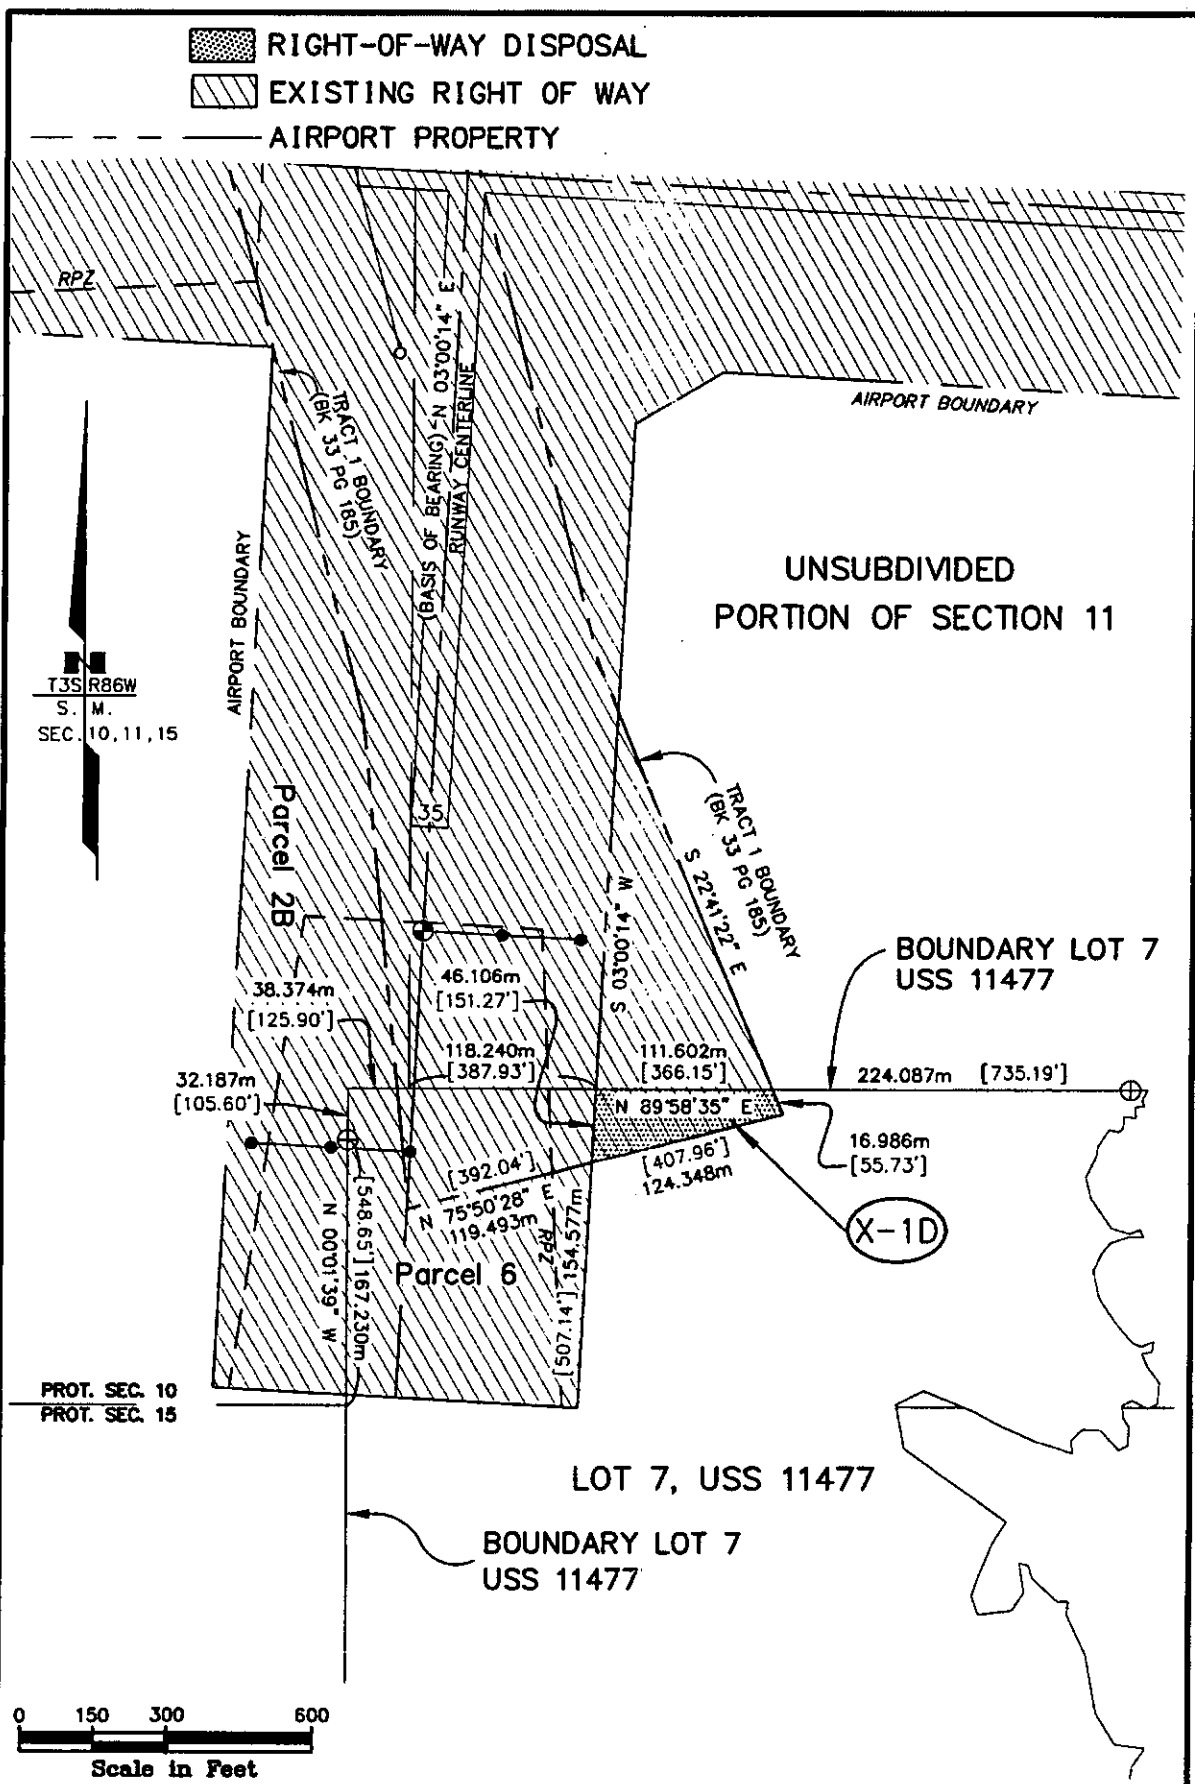 RIGHT-OF-WAY DISPOSAL
EXISTING RIGHT OF WAY
AIRPORT PROPERTY
RPZ
AIRPORT BOUNDARY
TRACT 1 BOUNDARY
(BK 33 PG 185)
(BASIS OF BEARING) N 03°00'14" E
RUNWAY CENTERLINE
AIRPORT BOUNDARY
UNSUBDIVIDED
PORTION OF SECTION 11
T3S R86W
S. M.
SEC. 10, 11, 15
Parcel 2B
35
S 03°00'14" W
TRACT 1 BOUNDARY
(BK 33 PG 185)
S 22°41'22" E
BOUNDARY LOT 7
USS 11477
38.374m
[125.90']
46.106m
[151.27']
32.187m
[105.60']
118.240m
[387.93']
111.602m
[366.15']
224.087m [735.19']
N 89°58'35" E
16.986m
[55.73']
[392.04']
N 75°50'28" E
119.493m
[407.96']
124.348m
X-1D
N 00°01'39" W
[548.65'] 167.230m
Parcel 6
RPZ
[507.14'] 154.577m
PROT. SEC. 10
PROT. SEC. 15
LOT 7, USS 11477
BOUNDARY LOT 7
USS 11477
0 150 300 600
Scale in Feet